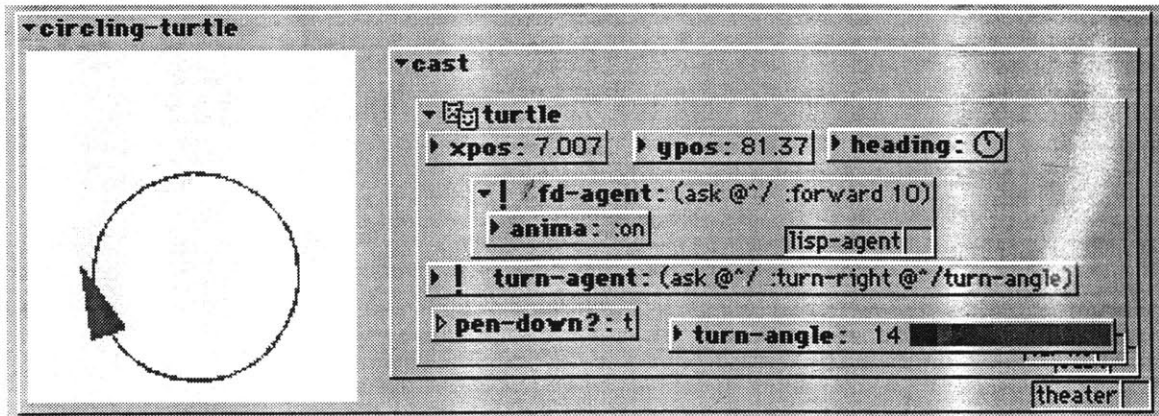 circling-turtle
cast
turtle
xpos: 7.007 ypos: 81.37 heading:
! fd-agent: (ask @^/ :forward 10)
anima: :on
lisp-agent
! turn-agent: (ask @^/ :turn-right @^/turn-angle)
pen-down?: t turn-angle: 14
theater